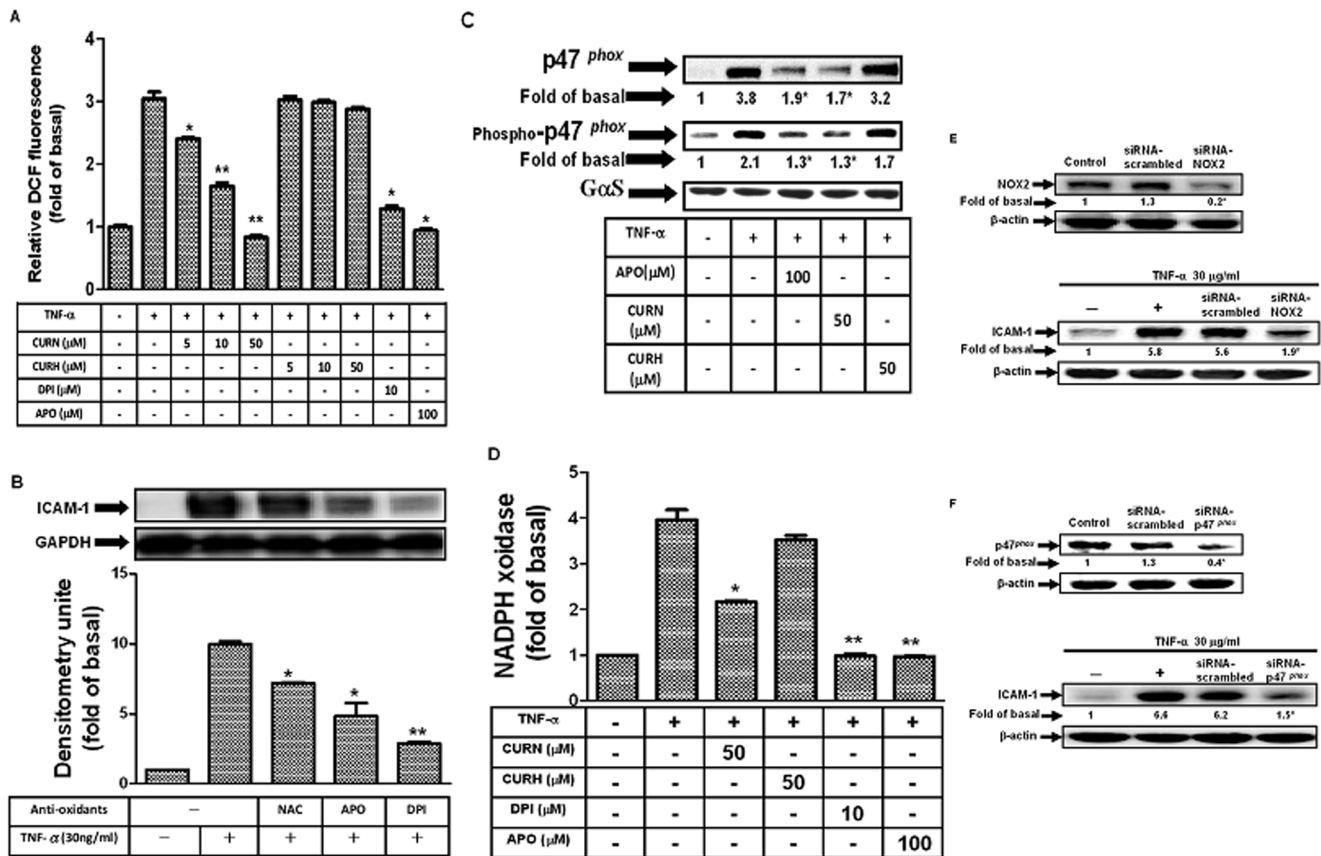 A
Relative DCF fluorescence
(fold of basal)
4
3
2
1
0
*
**
**
*
*
TNF-α - + + + + + + + + +
CURN (μM) - - 5 10 50 - - - - -
CURH (μM) - - - - - 5 10 50 - -
DPI (μM) - - - - - - - - 10 -
APO (μM) - - - - - - - - - 100
B
ICAM-1
GAPDH
Densitometry unite
(fold of basal)
15
10
5
0
*
*
**
Anti-oxidants – NAC APO DPI
TNF- α (30ng/ml) – + + + +
C
p47 phox
Fold of basal 1 3.8 1.9* 1.7* 3.2
Phospho-p47 phox
Fold of basal 1 2.1 1.3* 1.3* 1.7
GαS
TNF-α - + + + +
APO(μM) - - 100 - -
CURN (μM) - - - 50 -
CURH (μM) - - - - 50
D
NADPH xoidase
(fold of basal)
5
4
3
2
1
0
*
**
**
TNF-α - + + + + +
CURN (μM) - - 50 - - -
CURH (μM) - - - 50 - -
DPI (μM) - - - - 10 -
APO (μM) - - - - - 100
E
Control siRNA-scrambled siRNA-NOX2
NOX2
Fold of basal 1 1.3 0.2*
β-actin
TNF-α 30 μg/ml
– + siRNA-scrambled siRNA-NOX2
ICAM-1
Fold of basal 1 5.8 5.6 1.9*
β-actin
F
Control siRNA-scrambled siRNA-p47 phox
p47phox
Fold of basal 1 1.3 0.4*
β-actin
TNF-α 30 μg/ml
– + siRNA-scrambled siRNA-p47 phox
ICAM-1
Fold of basal 1 6.6 6.2 1.5*
β-actin